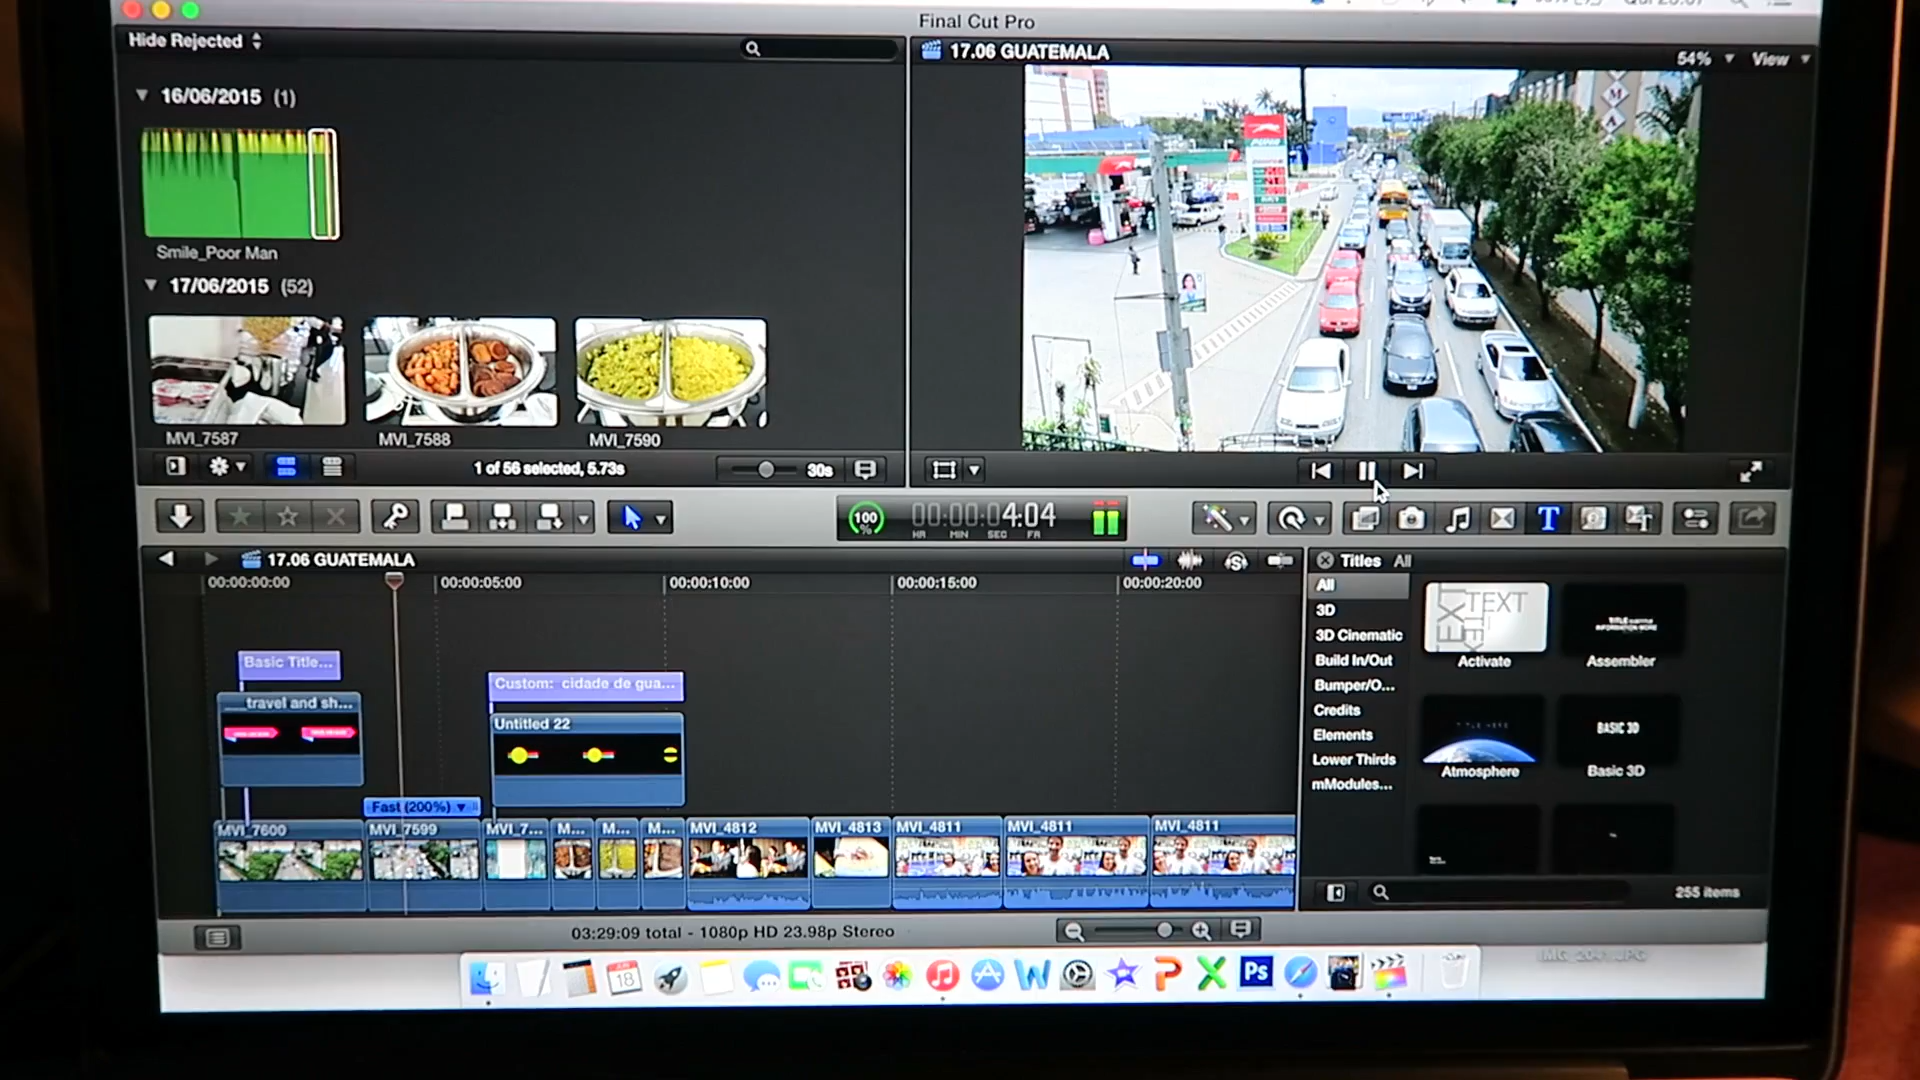 Final Cut Pro
Hide Rejected
17.06 GUATEMALA
54%
View
16/06/2015 (1)
Smile_Poor Man
17/06/2015 (52)
MVI_7587
MVI_7588
MVI_7590
1 of 56 selected, 5.73s
30s
100
%
00:00:04:04
HR MIN SEC FR
T
17.06 GUATEMALA
Titles All
00:00:00:00
00:00:05:00
00:00:10:00
00:00:15:00
00:00:20:00
All
3D
3D Cinematic
Build In/Out
Bumper/O...
Credits
Elements
Lower Thirds
mModules...
TEXT
Activate
Assembler
TITLE HERE
Atmosphere
BASIC 3D
Basic 3D
Basic Title...
travel and sh...
Custom: cidade de gua...
Untitled 22
Fast (200%)
MVI_7600
MVI_7599
MVI_7...
M...
M...
M...
MVI_4812
MVI_4813
MVI_4811
MVI_4811
MVI_4811
255 items
03:29:09 total - 1080p HD 23.98p Stereo
18
W
P
X
Ps